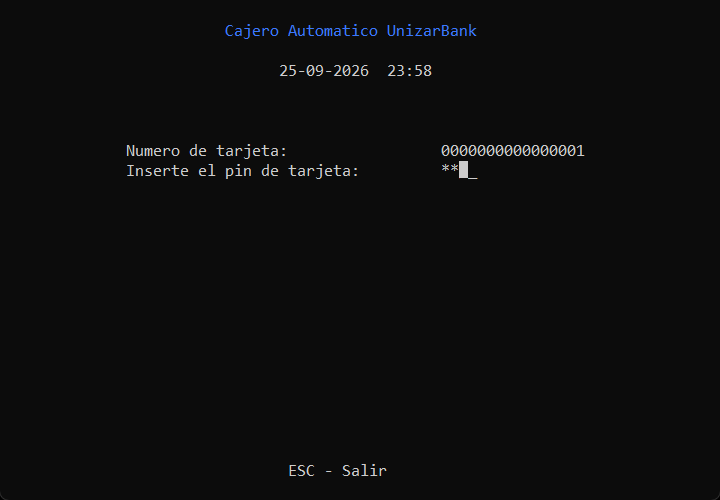 Cajero Automatico UnizarBank
25-09-2026  23:58
Numero de tarjeta: 0000000000000001
Inserte el pin de tarjeta: **_
ESC - Salir